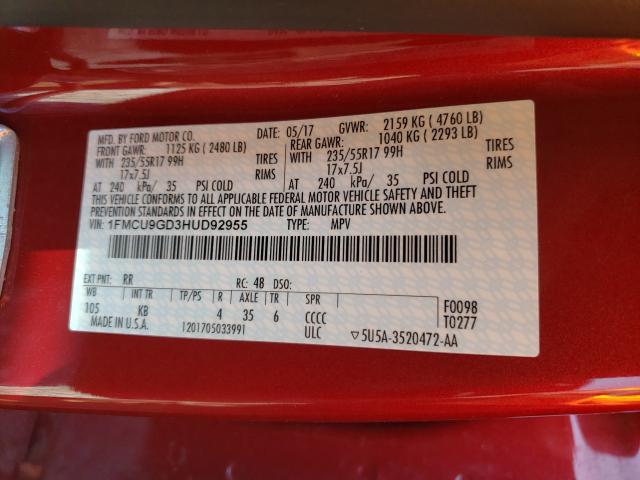 MFD. BY FORD MOTOR CO.
DATE: 05/17 GVWR: 2159 KG ( 4760 LB)
FRONT GAWR: 1125 KG ( 2480 LB)
REAR GAWR: 1040 KG ( 2293 LB)
WITH 235/55R17 99H TIRES
WITH 235/55R17 99H TIRES
17x7.5J RIMS
17x7.5J RIMS
AT 240 kPa/ 35 PSI COLD
AT 240 kPa/ 35 PSI COLD
THIS VEHICLE CONFORMS TO ALL APPLICABLE FEDERAL MOTOR VEHICLE SAFETY AND THEFT
PREVENTION STANDARDS IN EFFECT ON THE DATE OF MANUFACTURE SHOWN ABOVE.
VIN: 1FMCU9GD3HUD92955 TYPE: MPV
EXT PNT: RR RC: 48 DSO:
WB INT TR TP/PS R AXLE TR SPR
105 KB 4 35 6 CCCC
F0098
T0277
MADE IN U.S.A. 1201705033991 ULC ▽5U5A-3520472-AA